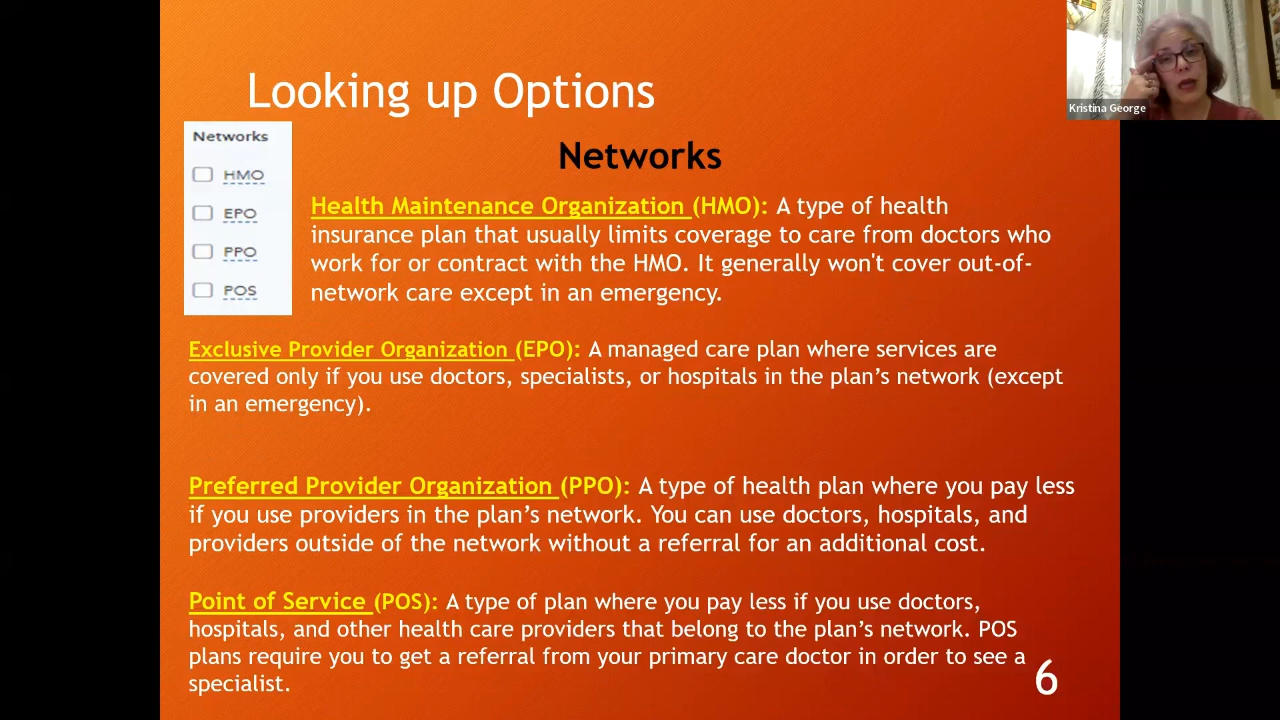 Looking up Options
Kristina George
Networks
HMO
EPO
PPO
POS
Networks
Health Maintenance Organization (HMO): A type of health
insurance plan that usually limits coverage to care from doctors who
work for or contract with the HMO. It generally won't cover out-of-
network care except in an emergency.
Exclusive Provider Organization (EPO): A managed care plan where services are
covered only if you use doctors, specialists, or hospitals in the plan’s network (except
in an emergency).
Preferred Provider Organization (PPO): A type of health plan where you pay less
if you use providers in the plan’s network. You can use doctors, hospitals, and
providers outside of the network without a referral for an additional cost.
Point of Service (POS): A type of plan where you pay less if you use doctors,
hospitals, and other health care providers that belong to the plan’s network. POS
plans require you to get a referral from your primary care doctor in order to see a
specialist.
6